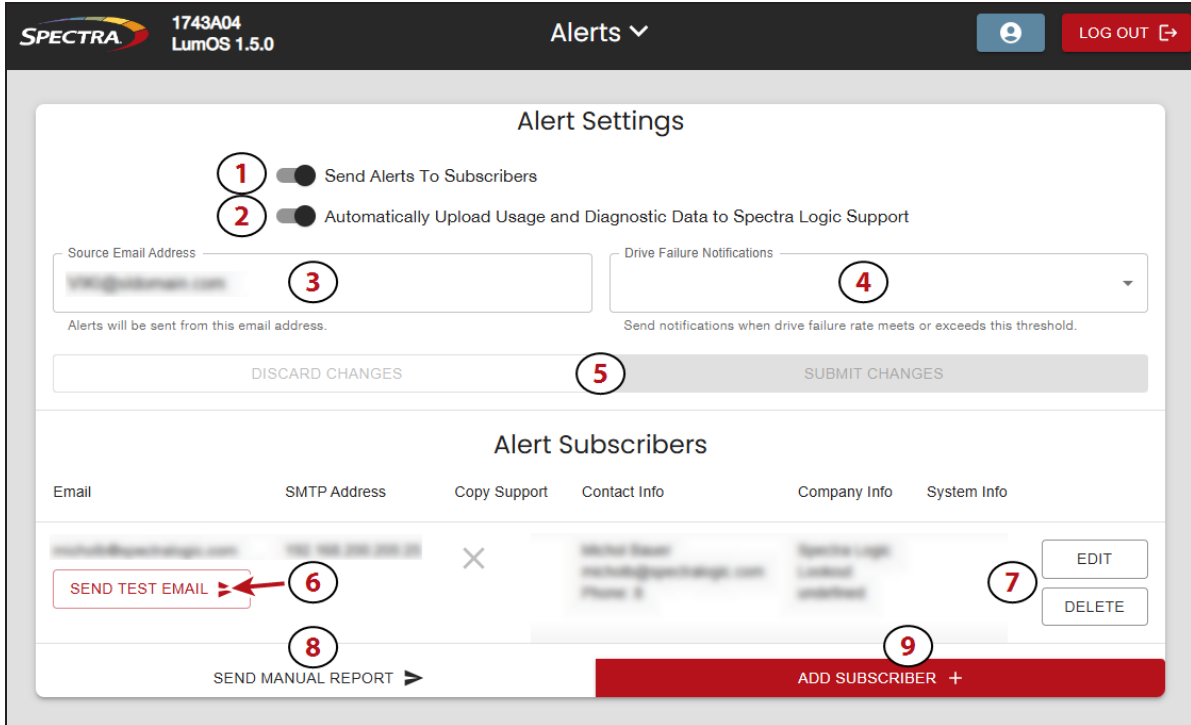 SPECTRA
1743A04
LumOS 1.5.0
Alerts
LOG OUT
Alert Settings
1
Send Alerts To Subscribers
2
Automatically Upload Usage and Diagnostic Data to Spectra Logic Support
Source Email Address
3
Alerts will be sent from this email address.
Drive Failure Notifications
4
Send notifications when drive failure rate meets or exceeds this threshold.
DISCARD CHANGES
5
SUBMIT CHANGES
Alert Subscribers
Email SMTP Address Copy Support Contact Info Company Info System Info
SEND TEST EMAIL
6
7
EDIT
DELETE
8
SEND MANUAL REPORT
9
ADD SUBSCRIBER +